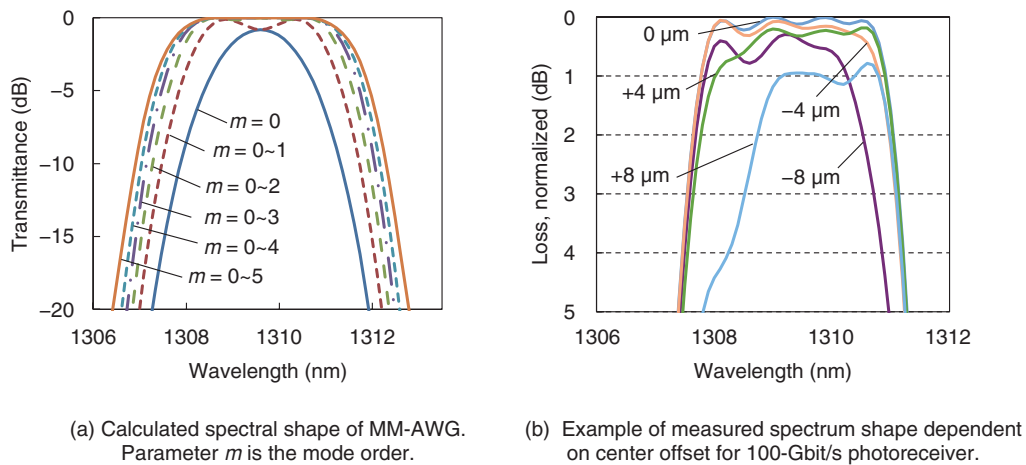 0
−5
−10
−15
−20
Transmittance (dB)
m = 0
m = 0~1
m = 0~2
m = 0~3
m = 0~4
m = 0~5
1306
1308
1310
1312
Wavelength (nm)
(a) Calculated spectral shape of MM-AWG.
Parameter m is the mode order.
0
1
2
3
4
5
Loss, normalized (dB)
0 μm
+4 μm
−4 μm
+8 μm
−8 μm
1306
1308
1310
1312
Wavelength (nm)
(b) Example of measured spectrum shape dependent
on center offset for 100-Gbit/s photoreceiver.